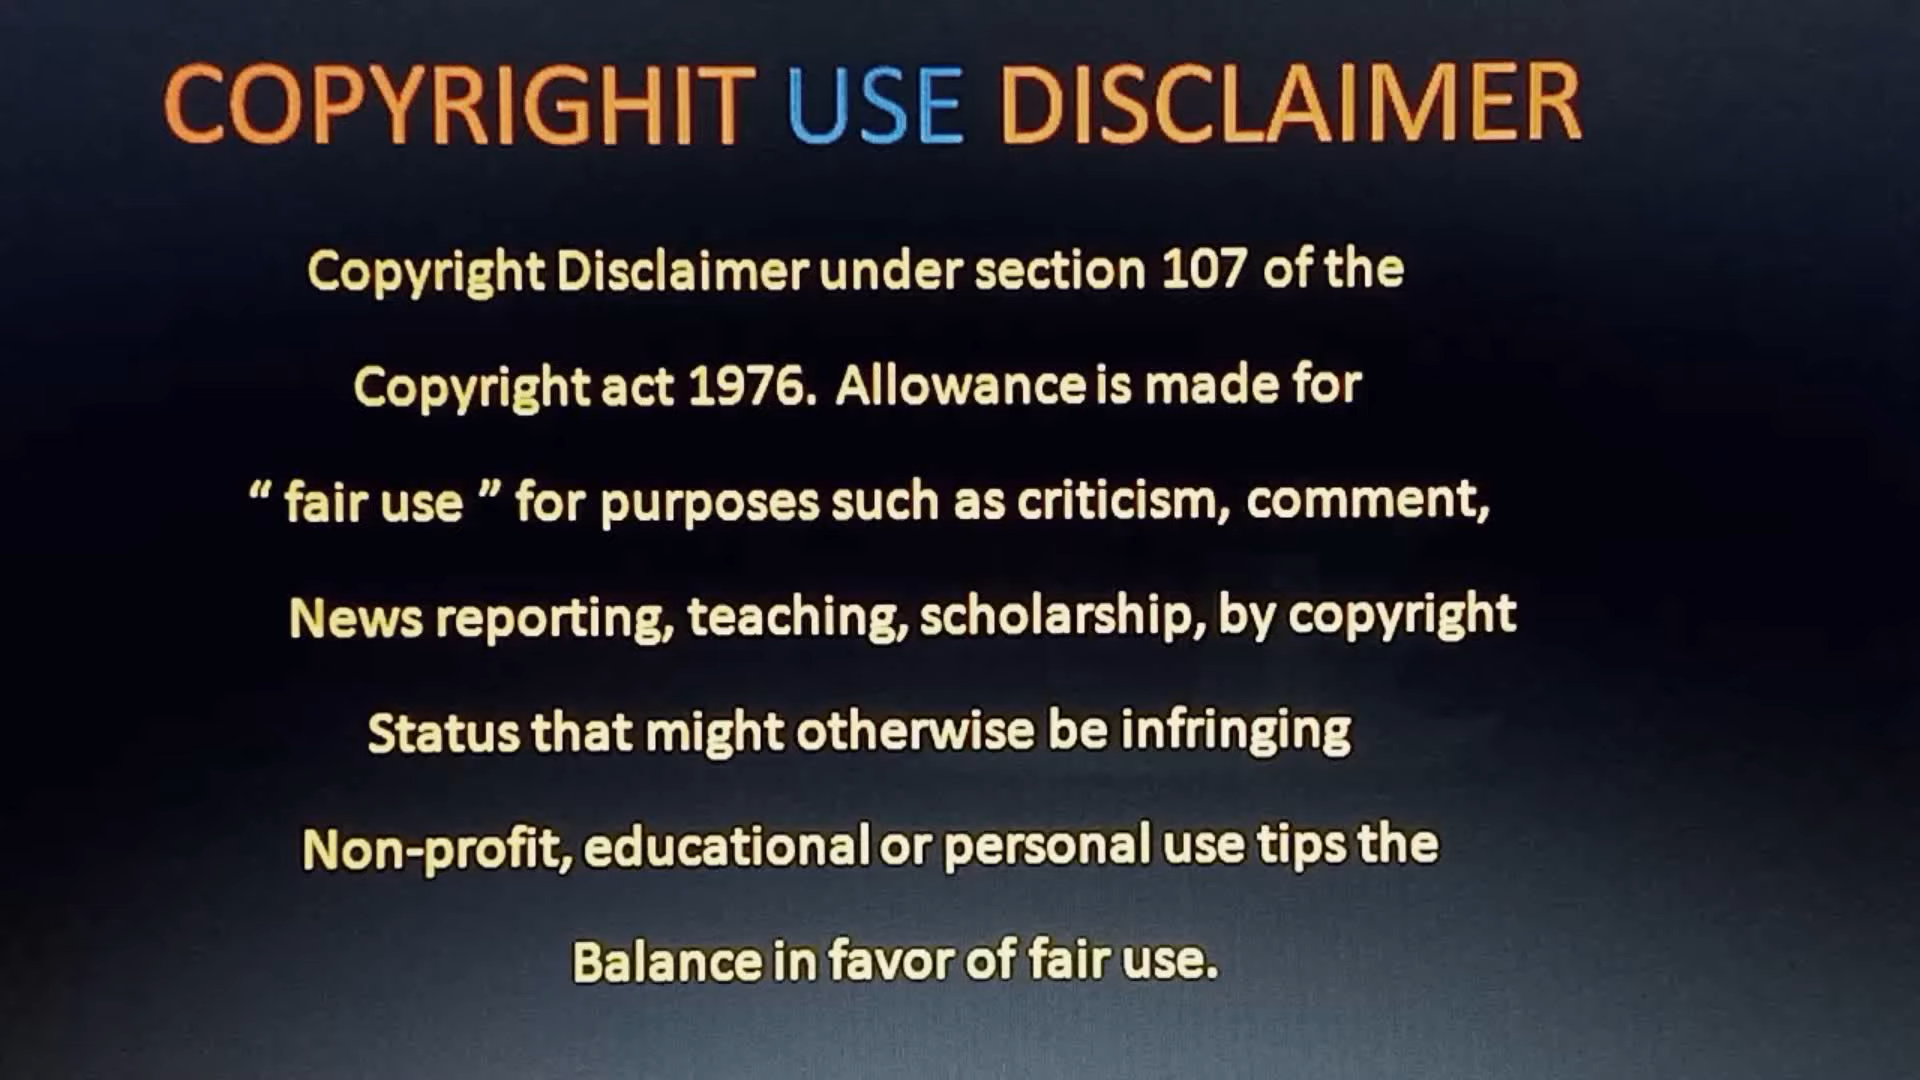 COPYRIGHIT USE DISCLAIMER
Copyright Disclaimer under section 107 of the
Copyright act 1976. Allowance is made for
“ fair use ” for purposes such as criticism, comment,
News reporting, teaching, scholarship, by copyright
Status that might otherwise be infringing
Non-profit, educational or personal use tips the
Balance in favor of fair use.